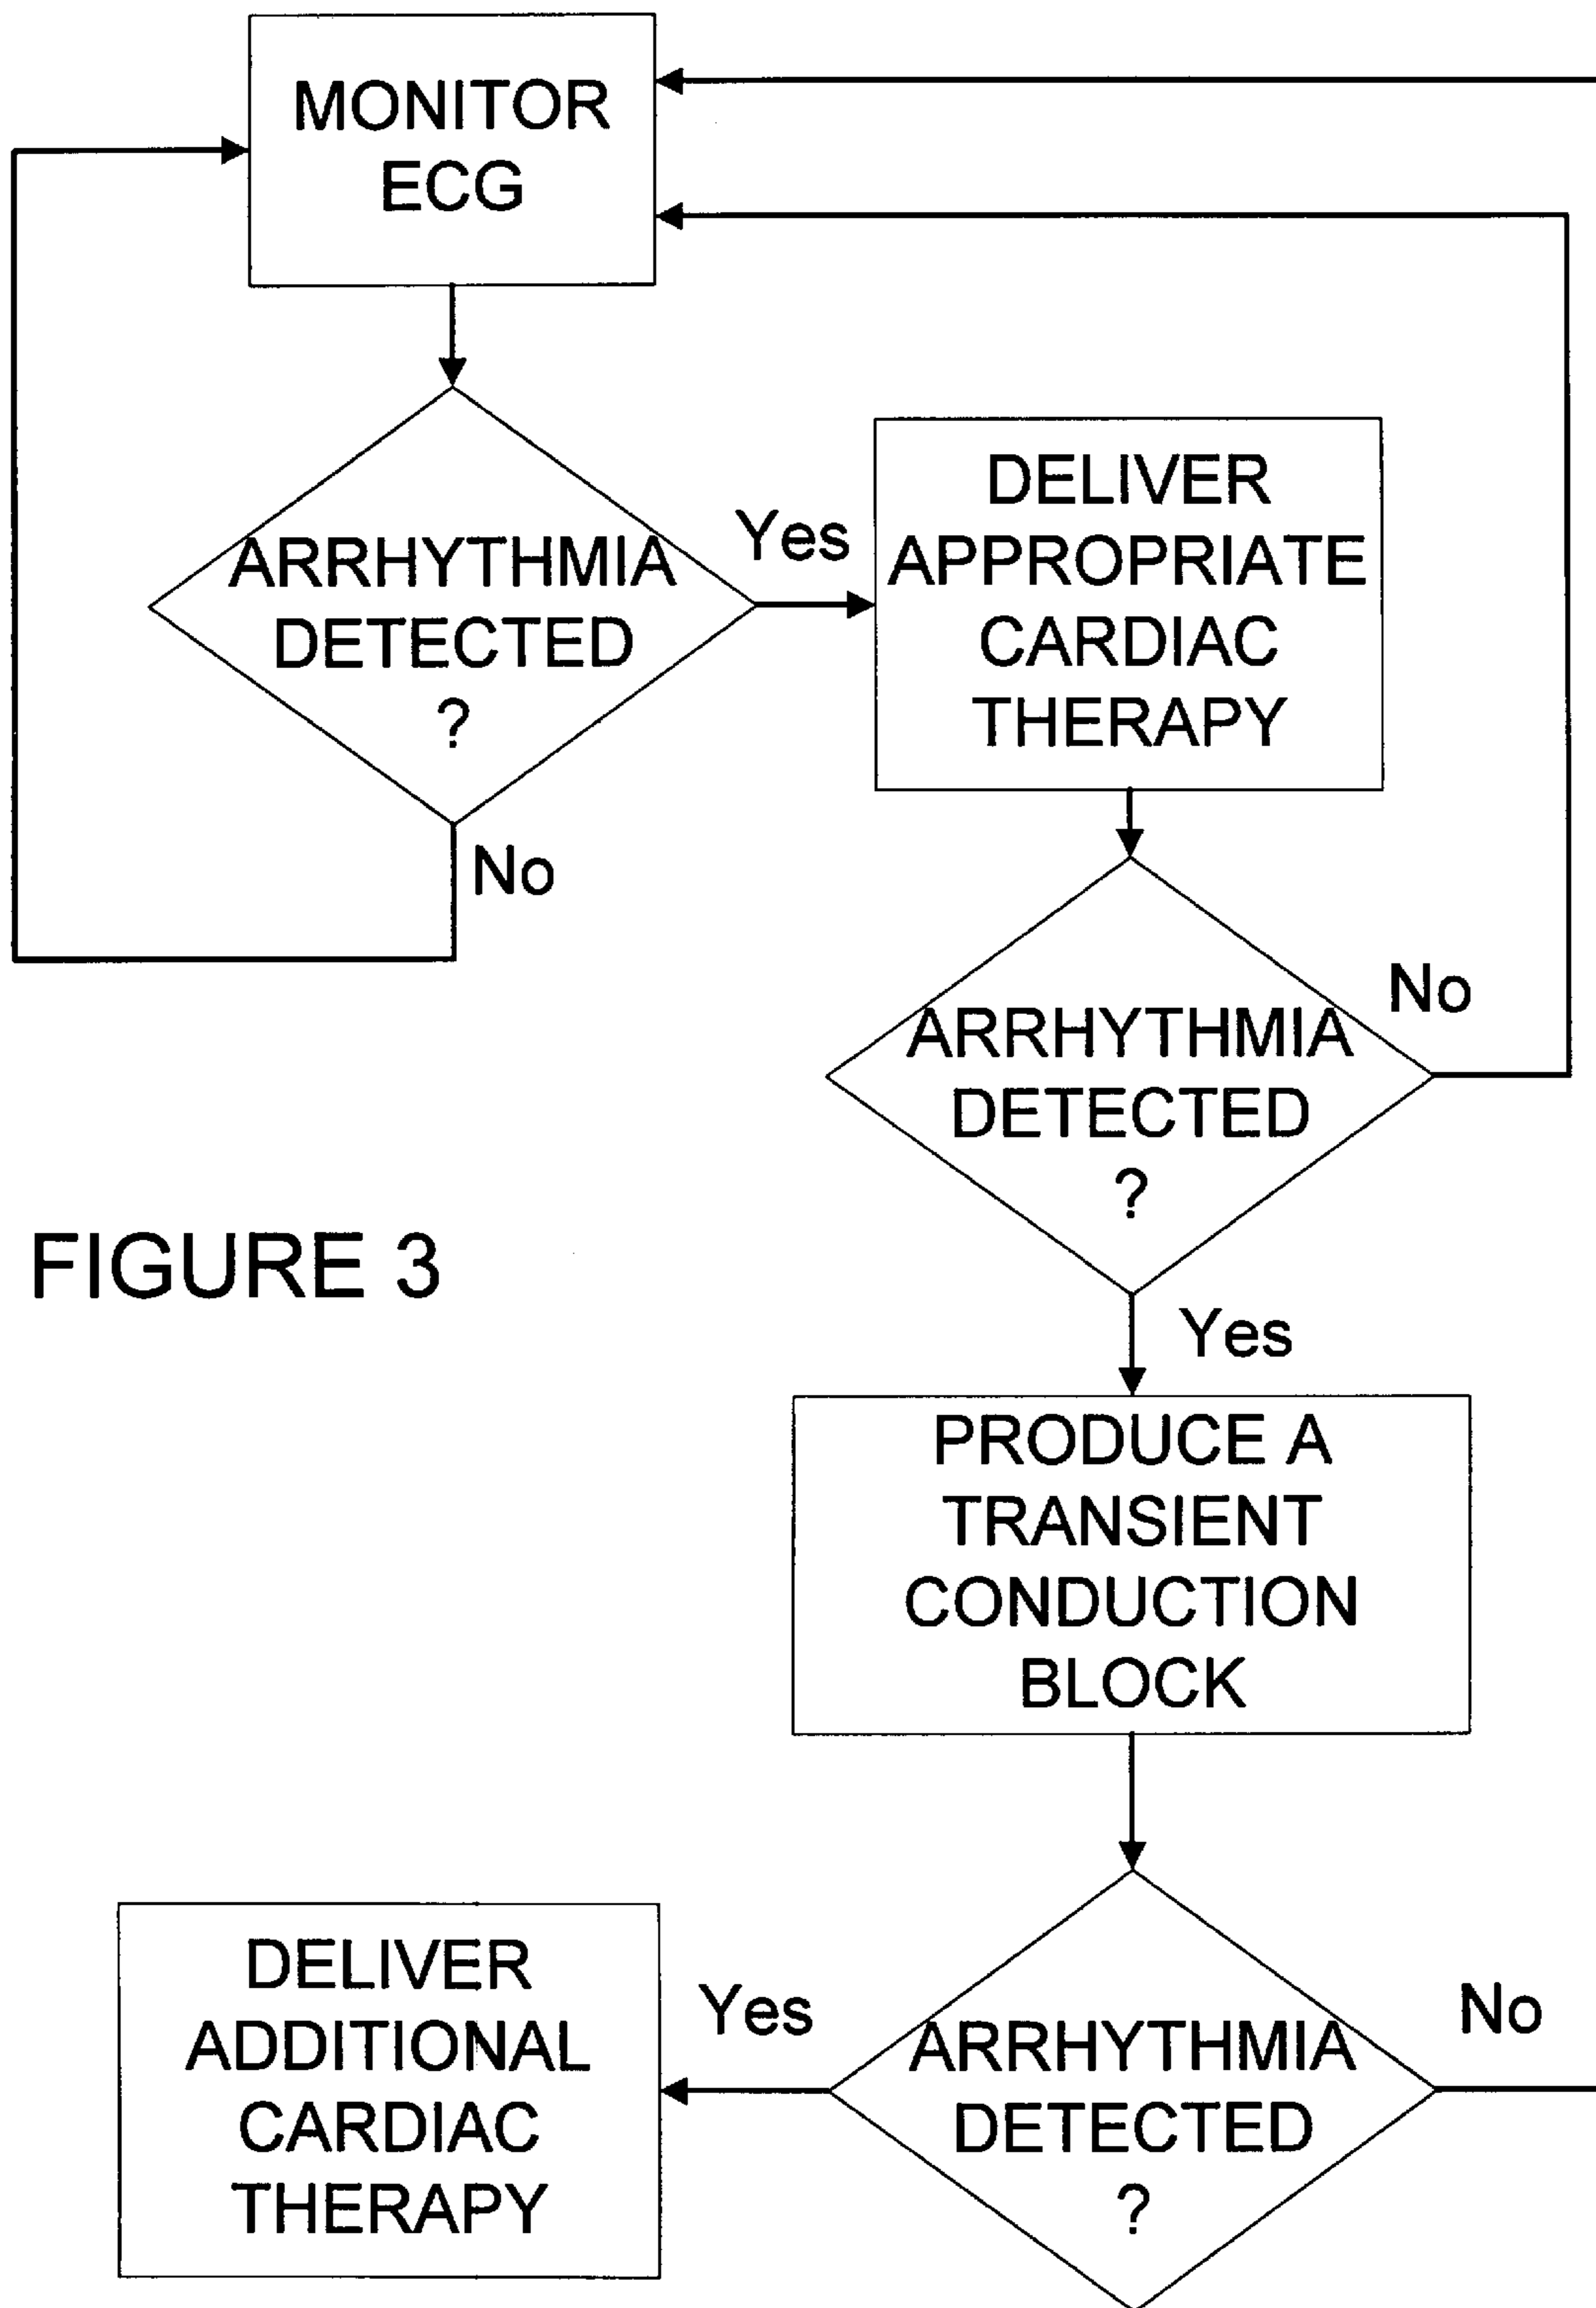 MONITOR
ECG
ARRHYTHMIA
DETECTED
?
Yes
No
DELIVER
APPROPRIATE
CARDIAC
THERAPY
ARRHYTHMIA
DETECTED
?
No
Yes
FIGURE 3
PRODUCE A
TRANSIENT
CONDUCTION
BLOCK
ARRHYTHMIA
DETECTED
?
Yes
No
DELIVER
ADDITIONAL
CARDIAC
THERAPY